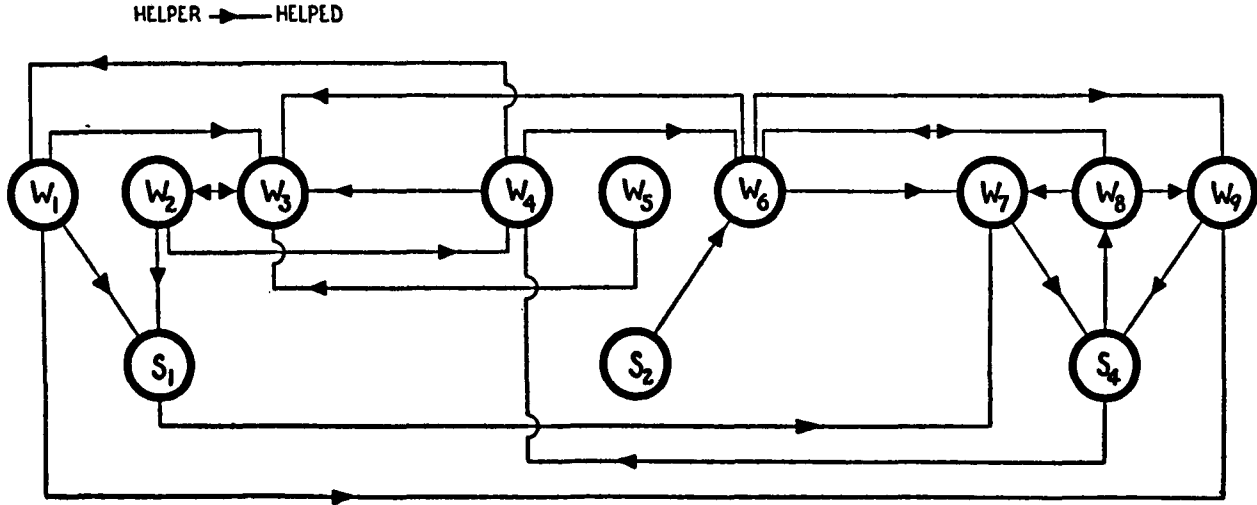 HELPER HELPED
W₁ W₂ W₃ W₄ W₅ W₆ W₇ W₈ W₉
S₁ S₂ S₄